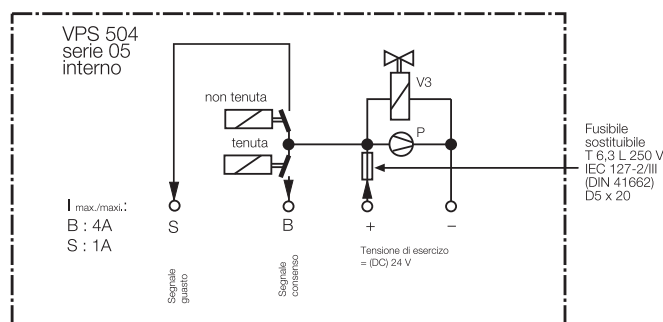 VPS 504
serie 05
interno
non tenuta
tenuta
V3
P
Fusibile
sostituibile
T 6,3 L 250 V
IEC 127-2/III
(DIN 41662)
D5 x 20
I max./maxi.:
B : 4A
S : 1A
S
B
+
–
Segnale
guasto
Segnale
consenso
Tensione di esercizo
= (DC) 24 V